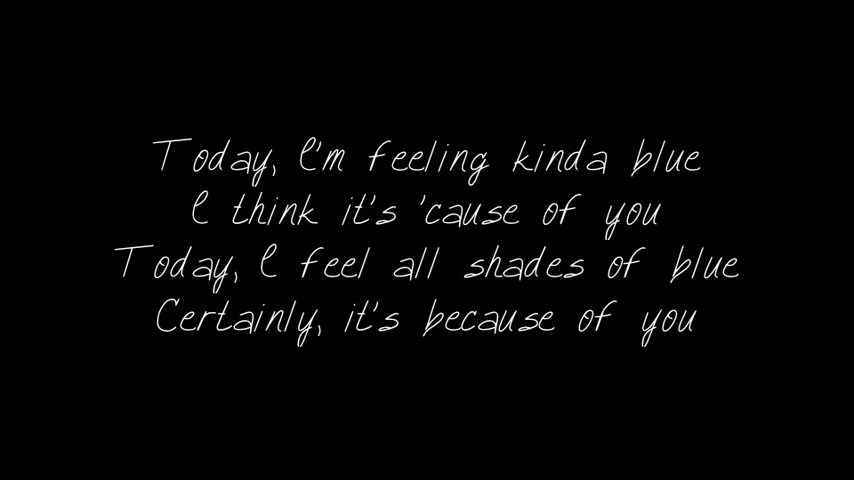 Today, I'm feeling kinda blue
I think it's 'cause of you
Today, I feel all shades of blue
Certainly, it's because of you